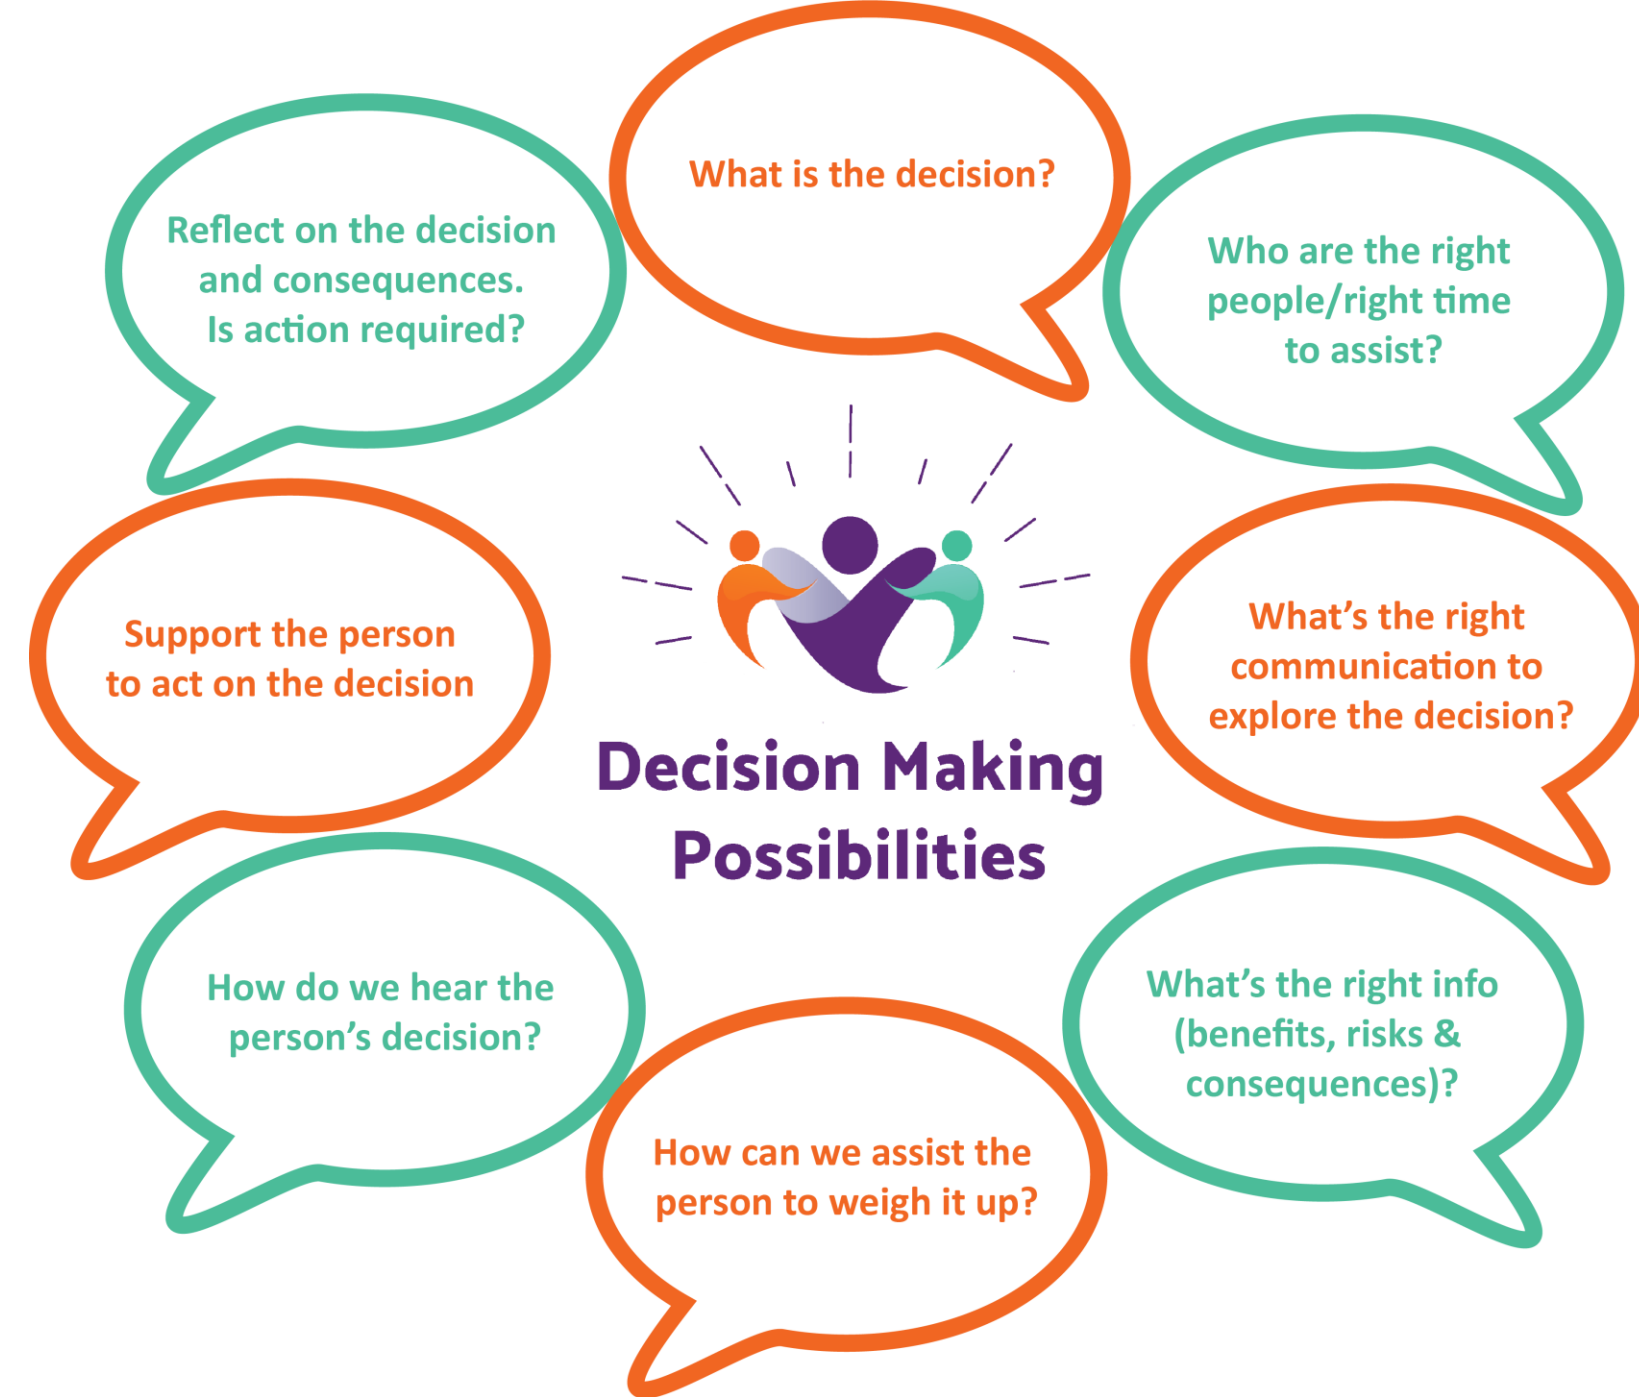 What is the decision?
Who are the right
people/right time
to assist?
What’s the right
communication to
explore the decision?
What’s the right info
(benefits, risks &
consequences)?
How can we assist the
person to weigh it up?
How do we hear the
person’s decision?
Support the person
to act on the decision
Reflect on the decision
and consequences.
Is action required?
Decision Making
Possibilities